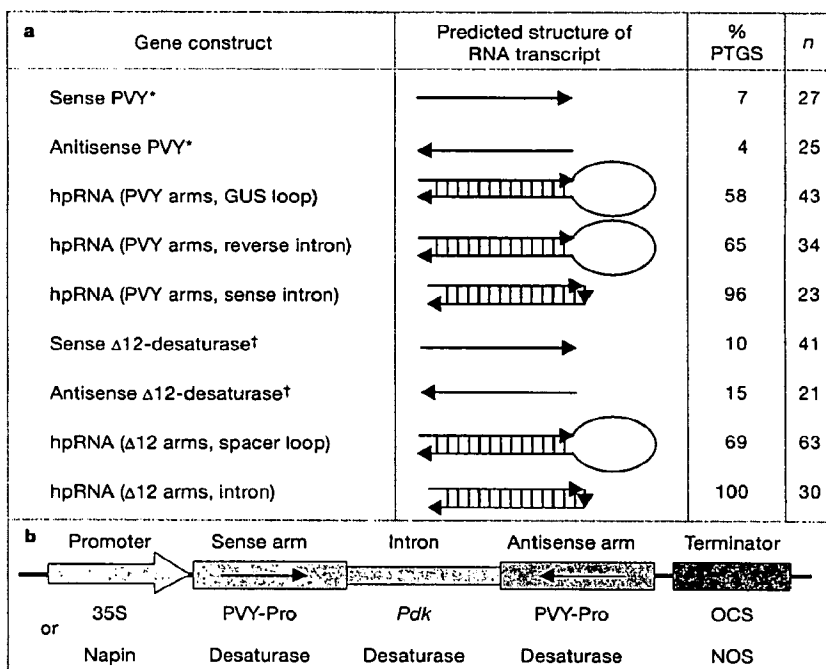 a
Gene construct Predicted structure of RNA transcript % PTGS n
Sense PVY* 7 27
Anitisense PVY* 4 25
hpRNA (PVY arms, GUS loop) 58 43
hpRNA (PVY arms, reverse intron) 65 34
hpRNA (PVY arms, sense intron) 96 23
Sense Δ12-desaturase† 10 41
Antisense Δ12-desaturase† 15 21
hpRNA (Δ12 arms, spacer loop) 69 63
hpRNA (Δ12 arms, intron) 100 30
b
Promoter Sense arm Intron Antisense arm Terminator
35S PVY-Pro Pdk PVY-Pro OCS
or
Napin Desaturase Desaturase Desaturase NOS